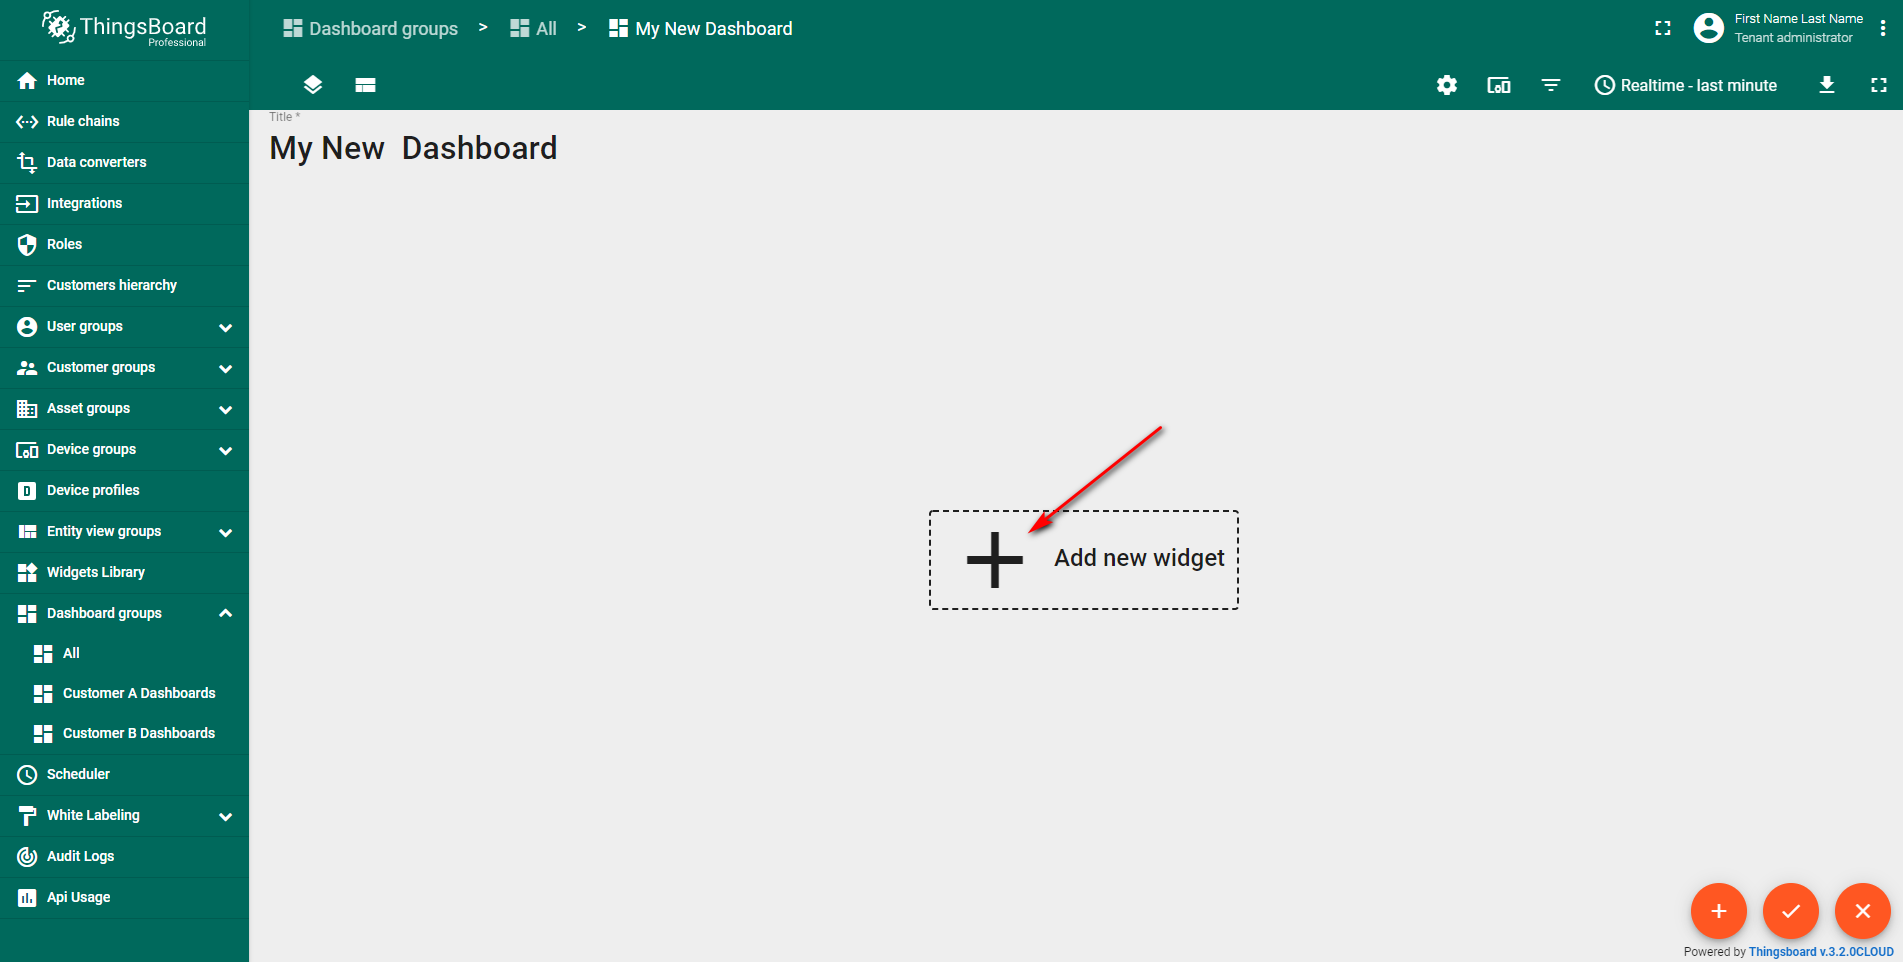 ThingsBoard
Professional
Dashboard groups > All > My New Dashboard
First Name Last Name
Tenant administrator
Realtime - last minute
Home
Rule chains
Data converters
Integrations
Roles
Customers hierarchy
User groups
Customer groups
Asset groups
Device groups
Device profiles
Entity view groups
Widgets Library
Dashboard groups
All
Customer A Dashboards
Customer B Dashboards
Scheduler
White Labeling
Audit Logs
Api Usage
Title *
My New  Dashboard
Add new widget
Powered by Thingsboard v.3.2.0CLOUD